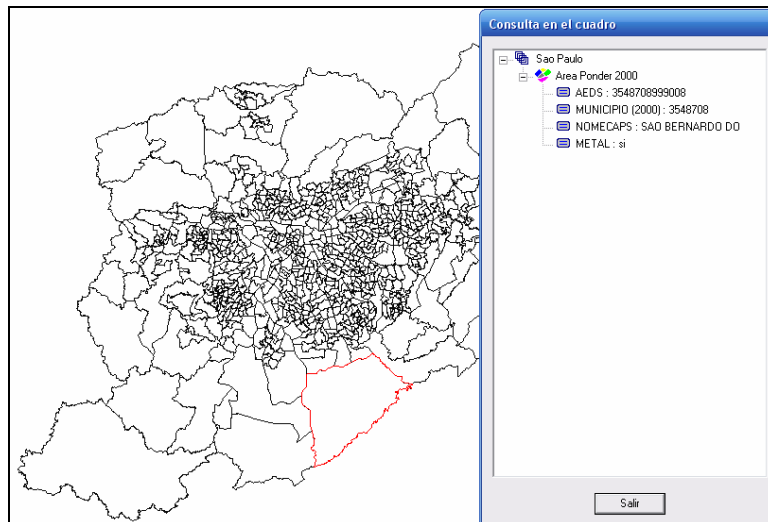 Consulta en el cuadro
Sao Paulo
Area Ponder 2000
AEDS : 3548708999008
MUNICIPIO (2000) : 3548708
NOMECAPS : SAO BERNARDO DO
METAL : si
Salir